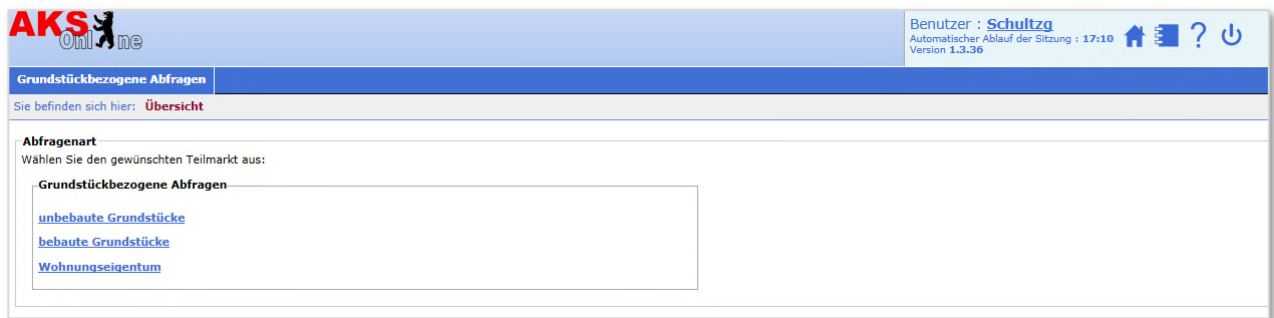 AKS
Online
Benutzer : Schultzg
Automatischer Ablauf der Sitzung : 17:10
Version 1.3.36
?
Grundstückbezogene Abfragen
Sie befinden sich hier: Übersicht
Abfragenart
Wählen Sie den gewünschten Teilmarkt aus:
Grundstückbezogene Abfragen
unbebaute Grundstücke
bebaute Grundstücke
Wohnungseigentum